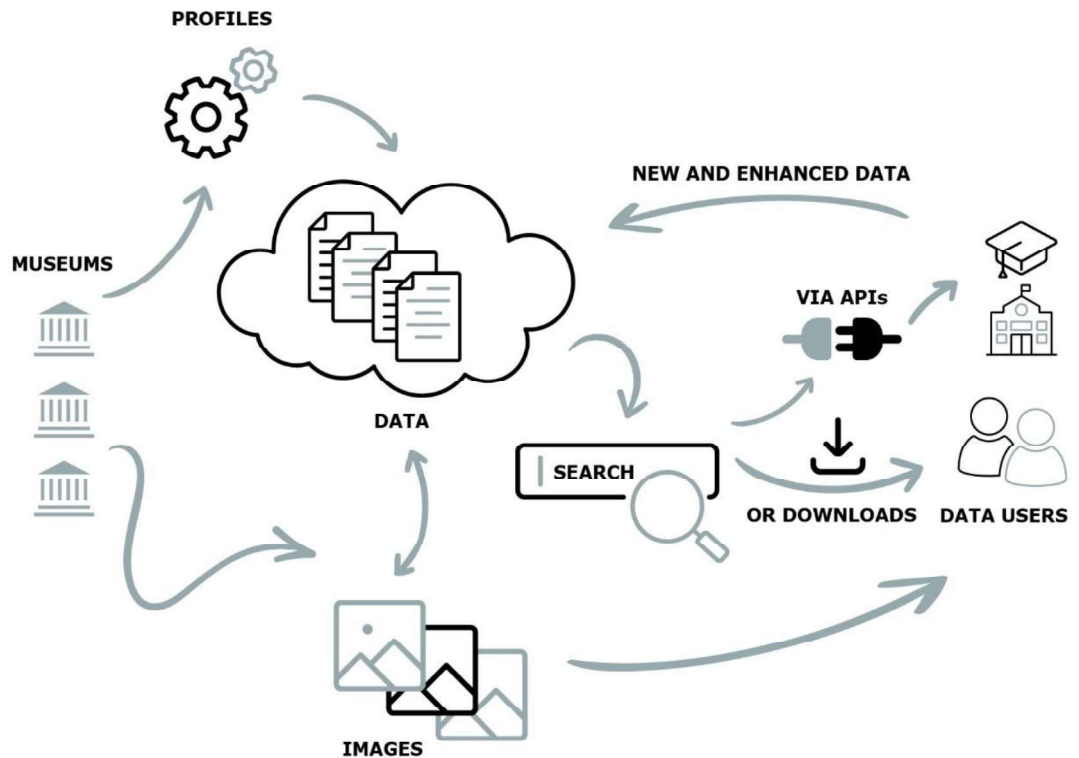 PROFILES
NEW AND ENHANCED DATA
MUSEUMS
VIA APIs
DATA
SEARCH
OR DOWNLOADS
DATA USERS
IMAGES